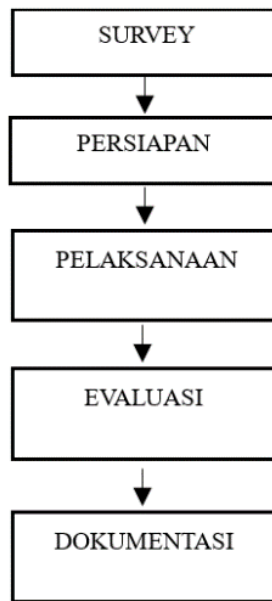 SURVEY
PERSIAPAN
PELAKSANAAN
EVALUASI
DOKUMENTASI